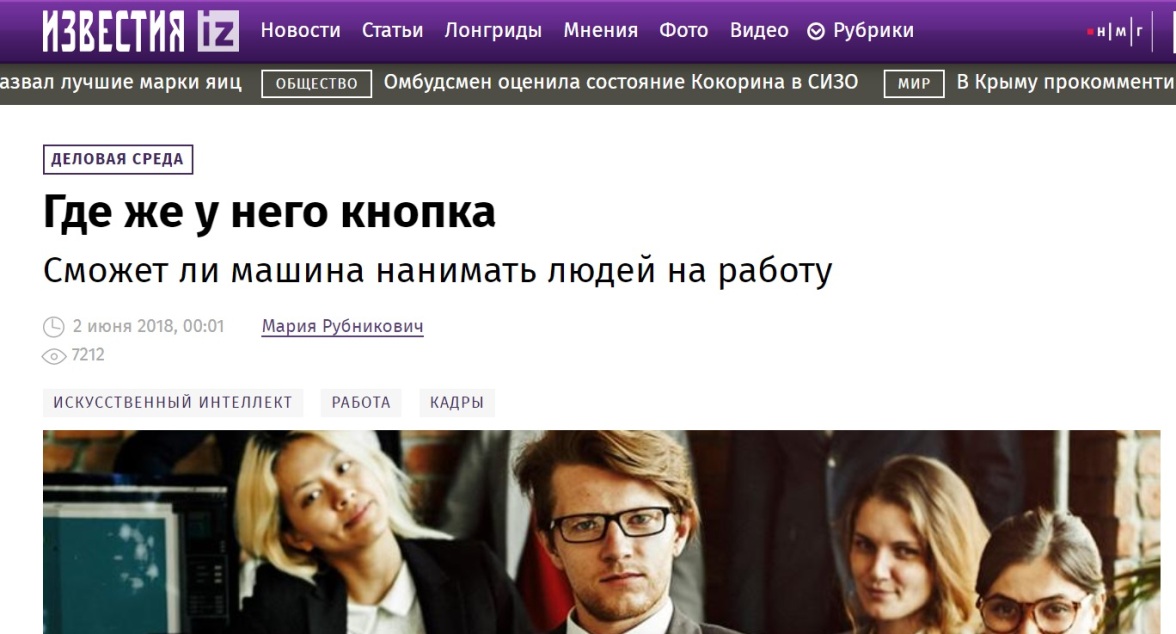 ИЗВЕСТИЯ iz Новости Статьи Лонгриды Мнения Фото Видео Рубрики н|м|г
азвал лучшие марки яиц ОБЩЕСТВО Омбудсмен оценила состояние Кокорина в СИЗО МИР В Крыму прокомменти
ДЕЛОВАЯ СРЕДА
Где же у него кнопка
Сможет ли машина нанимать людей на работу
2 июня 2018, 00:01 Мария Рубникович
7212
ИСКУССТВЕННЫЙ ИНТЕЛЛЕКТ РАБОТА КАДРЫ